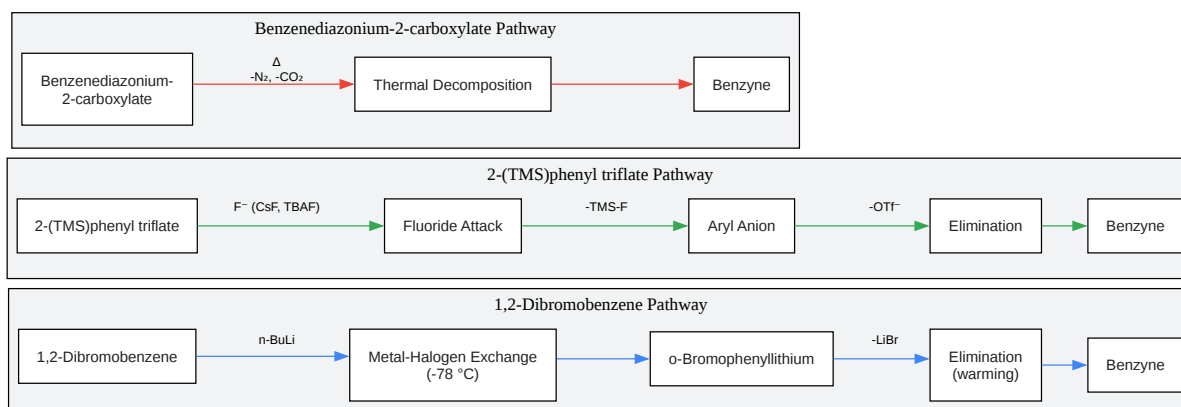 Benzenediazonium-2-carboxylate Pathway
Benzenediazonium-
2-carboxylate
Δ
-N₂, -CO₂
Thermal Decomposition
Benzyne
2-(TMS)phenyl triflate Pathway
2-(TMS)phenyl triflate
F⁻ (CsF, TBAF)
Fluoride Attack
-TMS-F
Aryl Anion
-OTf⁻
Elimination
Benzyne
1,2-Dibromobenzene Pathway
1,2-Dibromobenzene
n-BuLi
Metal-Halogen Exchange
(-78 °C)
o-Bromophenyllithium
-LiBr
Elimination
(warming)
Benzyne